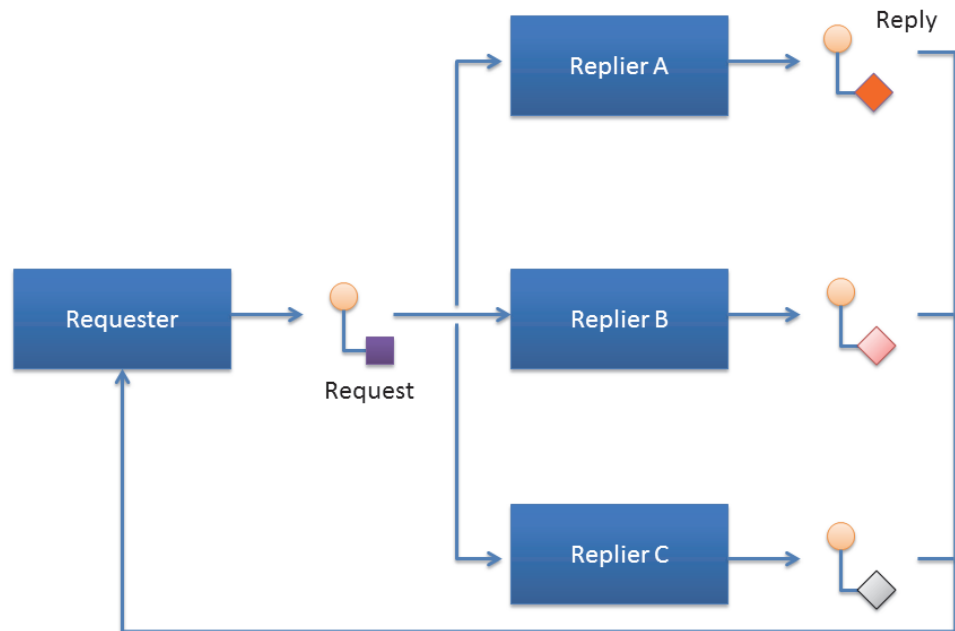 Reply
Replier A
Requester
Replier B
Request
Replier C